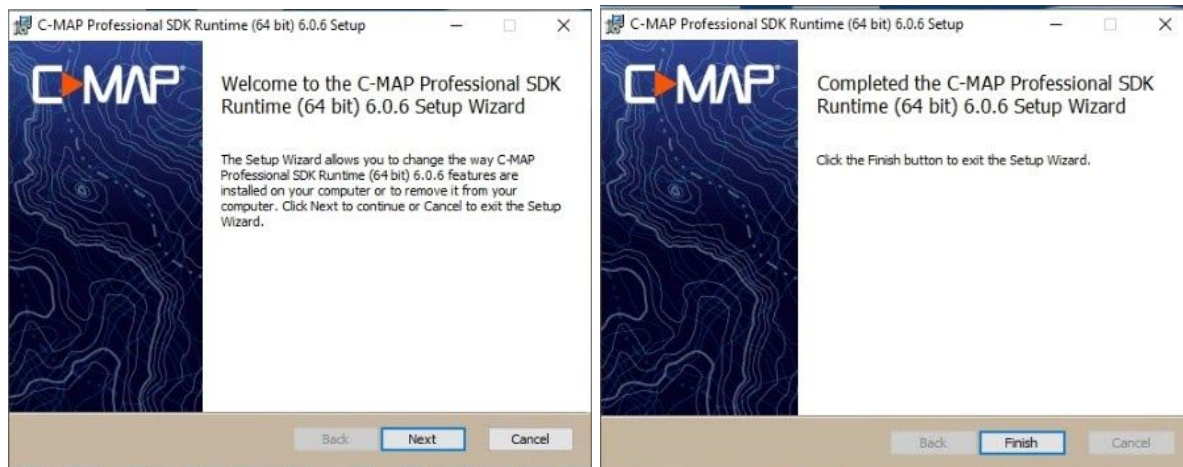 C-MAP Professional SDK Runtime (64 bit) 6.0.6 Setup
C-MAP
Welcome to the C-MAP Professional SDK
Runtime (64 bit) 6.0.6 Setup Wizard
The Setup Wizard allows you to change the way C-MAP
Professional SDK Runtime (64 bit) 6.0.6 features are
installed on your computer or to remove it from your
computer. Click Next to continue or Cancel to exit the Setup
Wizard.
Back Next Cancel
C-MAP Professional SDK Runtime (64 bit) 6.0.6 Setup
C-MAP
Completed the C-MAP Professional SDK
Runtime (64 bit) 6.0.6 Setup Wizard
Click the Finish button to exit the Setup Wizard.
Back Finish Cancel